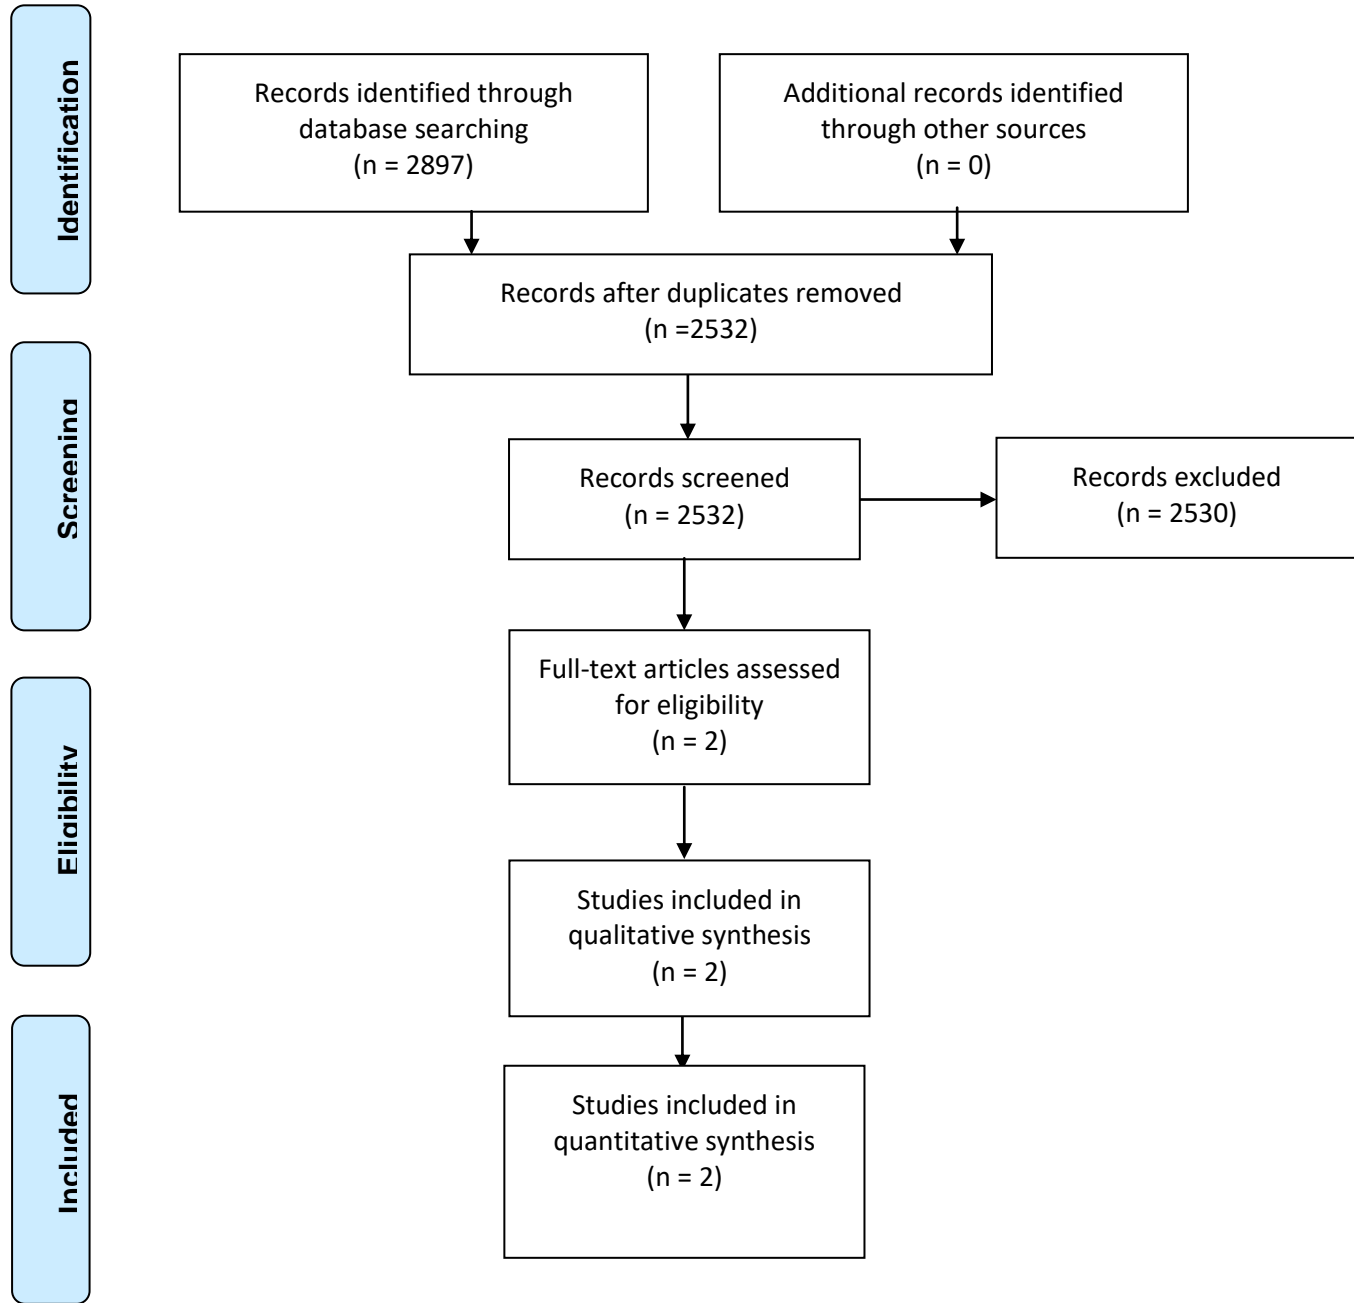 Identification
Records identified through
database searching
(n = 2897)
Additional records identified
through other sources
(n = 0)
Records after duplicates removed
(n =2532)
Screening
Records screened
(n = 2532)
Records excluded
(n = 2530)
Full-text articles assessed
for eligibility
(n = 2)
Eligibility
Studies included in
qualitative synthesis
(n = 2)
Included
Studies included in
quantitative synthesis
(n = 2)